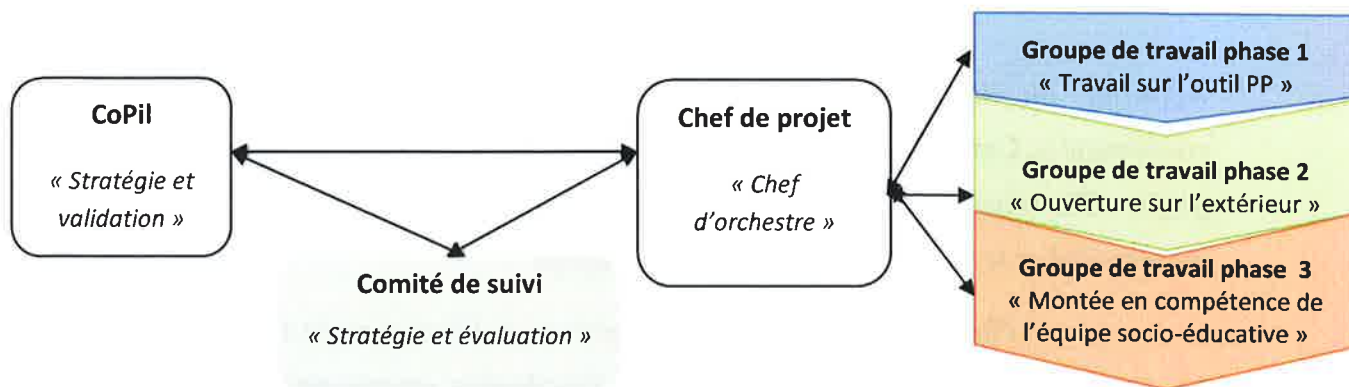 CoPil
« Stratégie et
validation »
Comité de suivi
« Stratégie et évaluation »
Chef de projet
« Chef
d'orchestre »
Groupe de travail phase 1
« Travail sur l'outil PP »
Groupe de travail phase 2
« Ouverture sur l'extérieur »
Groupe de travail phase 3
« Montée en compétence de
l'équipe socio-éducative »